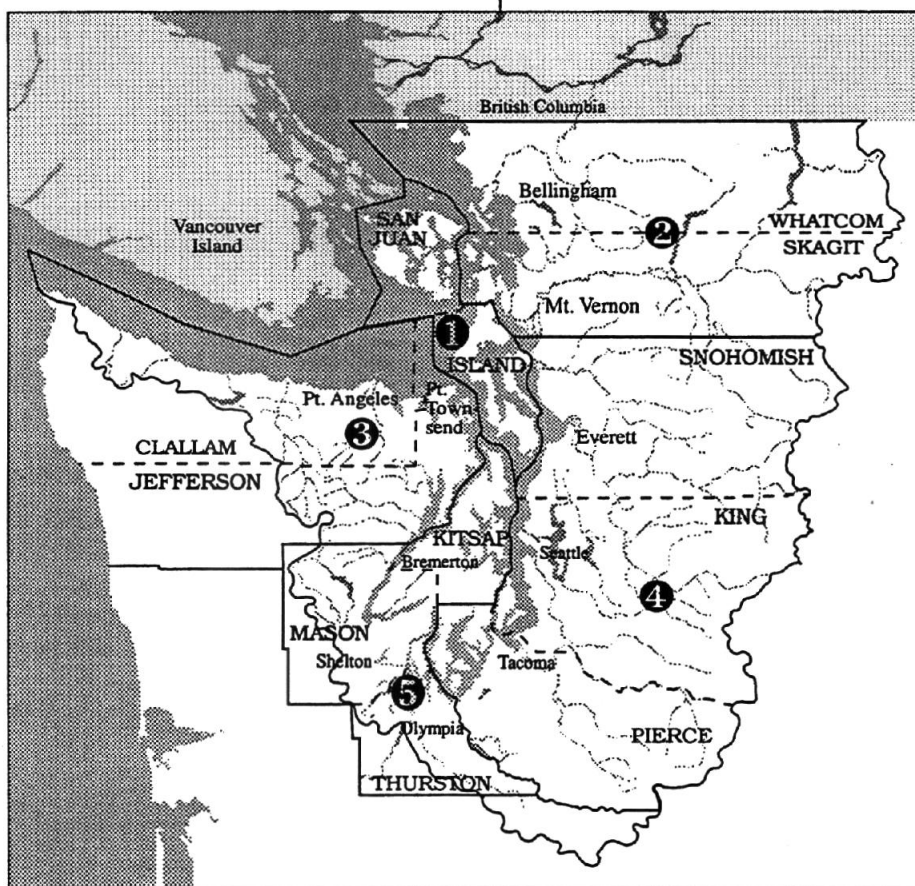 British Columbia
Bellingham
Vancouver
Island
SAN
JUAN
2
WHATCOM
SKAGIT
Mt. Vernon
1
ISLAND
SNOHOMISH
Pt. Angeles
Pt.
Town-
send
3
Everett
CLALLAM
JEFFERSON
KING
KITSAP
Seattle
Bremerton
4
MASON
Shelton
Tacoma
5
Olympia
PIERCE
THURSTON